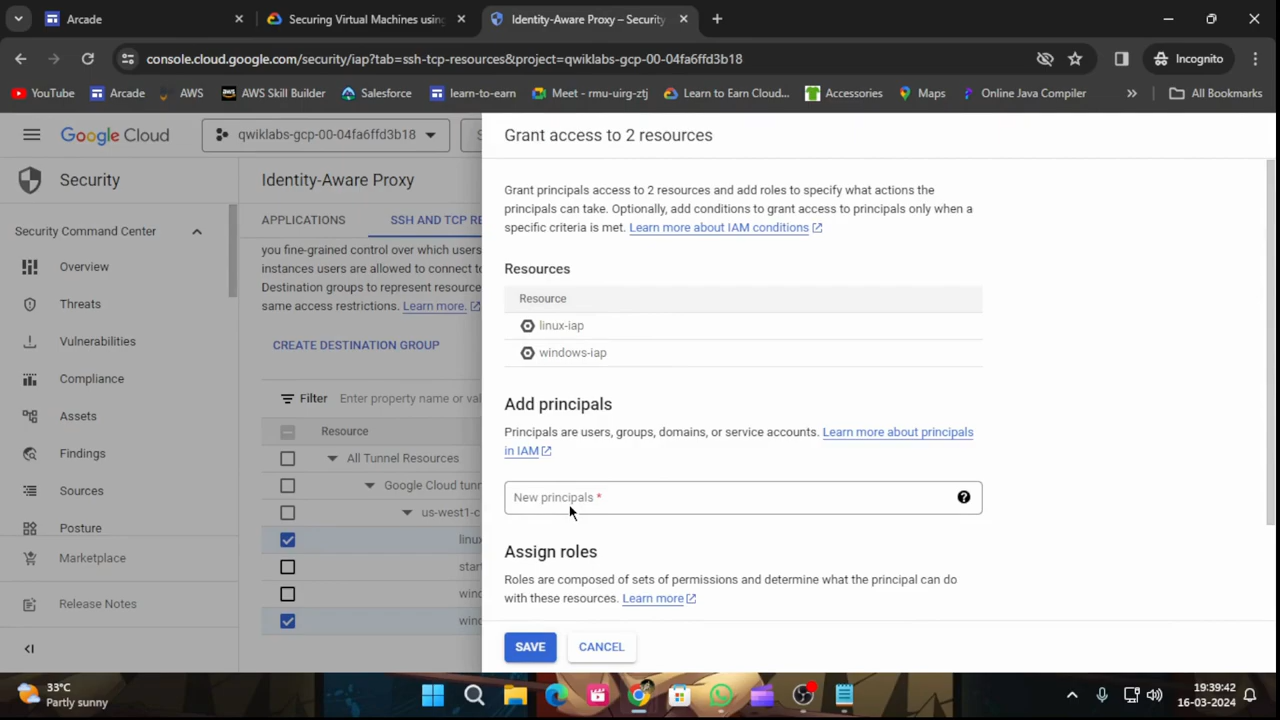 Arcade
Securing Virtual Machines using
Identity-Aware Proxy – Security
console.cloud.google.com/security/iap?tab=ssh-tcp-resources&project=qwiklabs-gcp-00-04fa6ffd3b18
Incognito
YouTube
Arcade
AWS
AWS Skill Builder
Salesforce
learn-to-earn
Meet - rmu-uirg-ztj
Learn to Earn Cloud...
Accessories
Maps
Online Java Compiler
All Bookmarks
Google Cloud
qwiklabs-gcp-00-04fa6ffd3b18
Security
Security Command Center
Overview
Threats
Vulnerabilities
Compliance
Assets
Findings
Sources
Posture
Marketplace
Release Notes
Identity-Aware Proxy
APPLICATIONS
SSH AND TCP RE
you fine-grained control over which users
instances users are allowed to connect to
Destination groups to represent resource
same access restrictions. Learn more.
CREATE DESTINATION GROUP
Filter Enter property name or val
Resource
All Tunnel Resources
Google Cloud tunn
us-west1-c
linux
start
wind
wind
Grant access to 2 resources
Grant principals access to 2 resources and add roles to specify what actions the
principals can take. Optionally, add conditions to grant access to principals only when a
specific criteria is met. Learn more about IAM conditions
Resources
Resource
linux-iap
windows-iap
Add principals
Principals are users, groups, domains, or service accounts. Learn more about principals
in IAM
New principals *
Assign roles
Roles are composed of sets of permissions and determine what the principal can do
with these resources. Learn more
SAVE
CANCEL
33°C
Partly sunny
19:39:42
16-03-2024